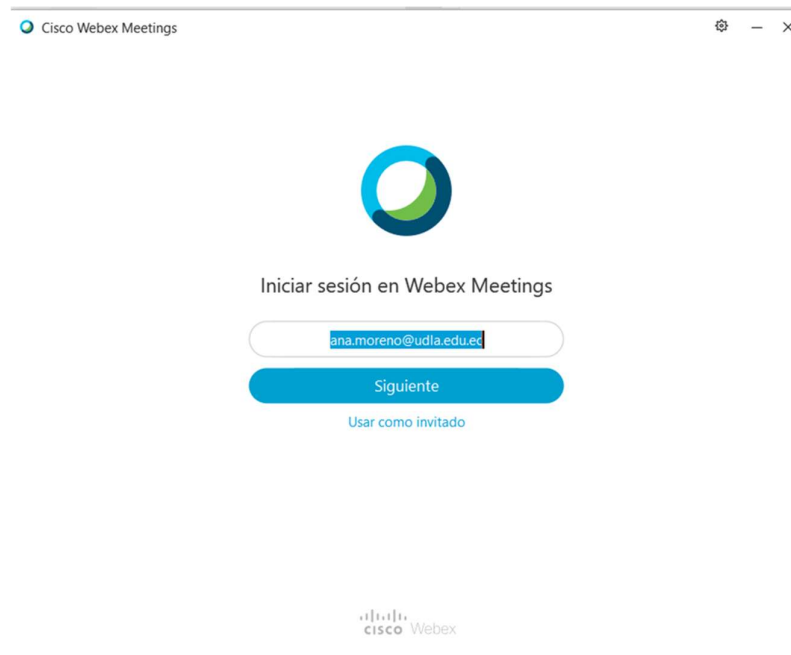 Cisco Webex Meetings
Iniciar sesión en Webex Meetings
ana.moreno@udla.edu.ec
Siguiente
Usar como invitado
CISCO Webex